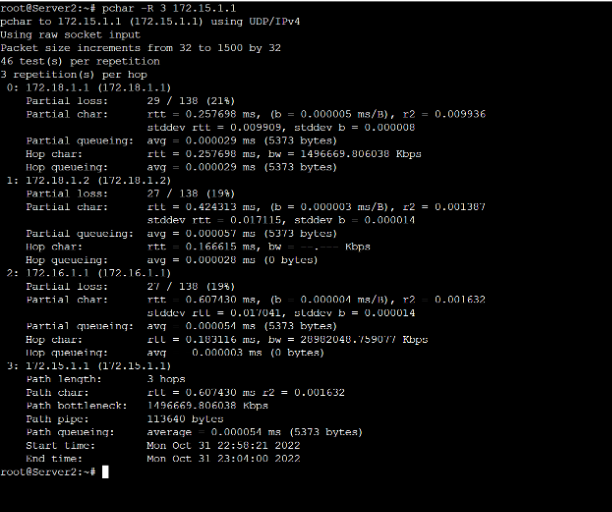 root@Server2:~# pchar -R 3 172.15.1.1
pchar to 172.15.1.1 (172.15.1.1) using UDP/IPv4
Using raw socket input
Packet size increments from 32 to 1500 by 32
46 test(s) per repetition
3 repetition(s) per hop
0: 172.18.1.1 (172.18.1.1)
Partial loss: 29 / 138 (21%)
Partial char: rtt = 0.257698 ms, (b = 0.000005 ms/B), r2 = 0.009936
stddev rtt = 0.009909, stddev b = 0.000008
Partial queueing: avg = 0.000029 ms (5373 bytes)
Hop char: rtt = 0.257698 ms, bw = 1496669.806038 Kbps
Hop queueing: avg = 0.000029 ms (5373 bytes)
1: 172.18.1.2 (172.18.1.2)
Partial loss: 27 / 138 (19%)
Partial char: rtt = 0.424313 ms, (b = 0.000003 ms/B), r2 = 0.001387
stddev rtt = 0.017115, stddev b = 0.000014
Partial queueing: avg = 0.000057 ms (5373 bytes)
Hop char: rtt = 0.166615 ms, bw = --.--- Kbps
Hop queueing: avg = 0.000028 ms (0 bytes)
2: 172.16.1.1 (172.16.1.1)
Partial loss: 27 / 138 (19%)
Partial char: rtt = 0.607430 ms, (b = 0.000004 ms/B), r2 = 0.001632
stddev rtt = 0.017041, stddev b = 0.000014
Partial queueing: avg = 0.000054 ms (5373 bytes)
Hop char: rtt = 0.183116 ms, bw = 28982048.759077 Kbps
Hop queueing: avg = 0.000003 ms (0 bytes)
3: 172.15.1.1 (172.15.1.1)
Path length: 3 hops
Path char: rtt = 0.607430 ms r2 = 0.001632
Path bottleneck: 1496669.806038 Kbps
Path pipe: 113640 bytes
Path queueing: average = 0.000054 ms (5373 bytes)
Start time: Mon Oct 31 22:58:21 2022
End time: Mon Oct 31 23:04:00 2022
root@Server2:~#